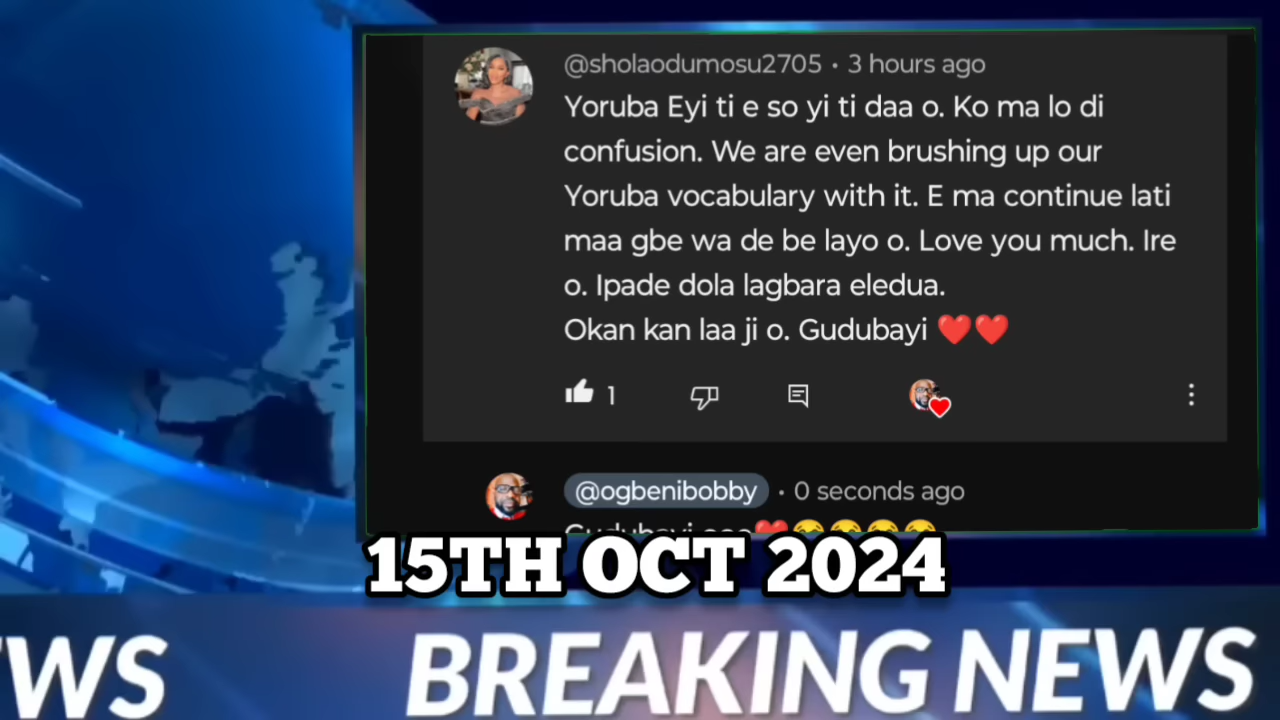 @sholaodumosu2705 · 3 hours ago
Yoruba Eyi ti e so yi ti daa o. Ko ma lo di
confusion. We are even brushing up our
Yoruba vocabulary with it. E ma continue lati
maa gbe wa de be layo o. Love you much. Ire
o. Ipade dola lagbara eledua.
Okan kan laa ji o. Gudubayi ❤️❤️
1
@ogbenibobby · 0 seconds ago
15TH OCT 2024
BREAKING NEWS